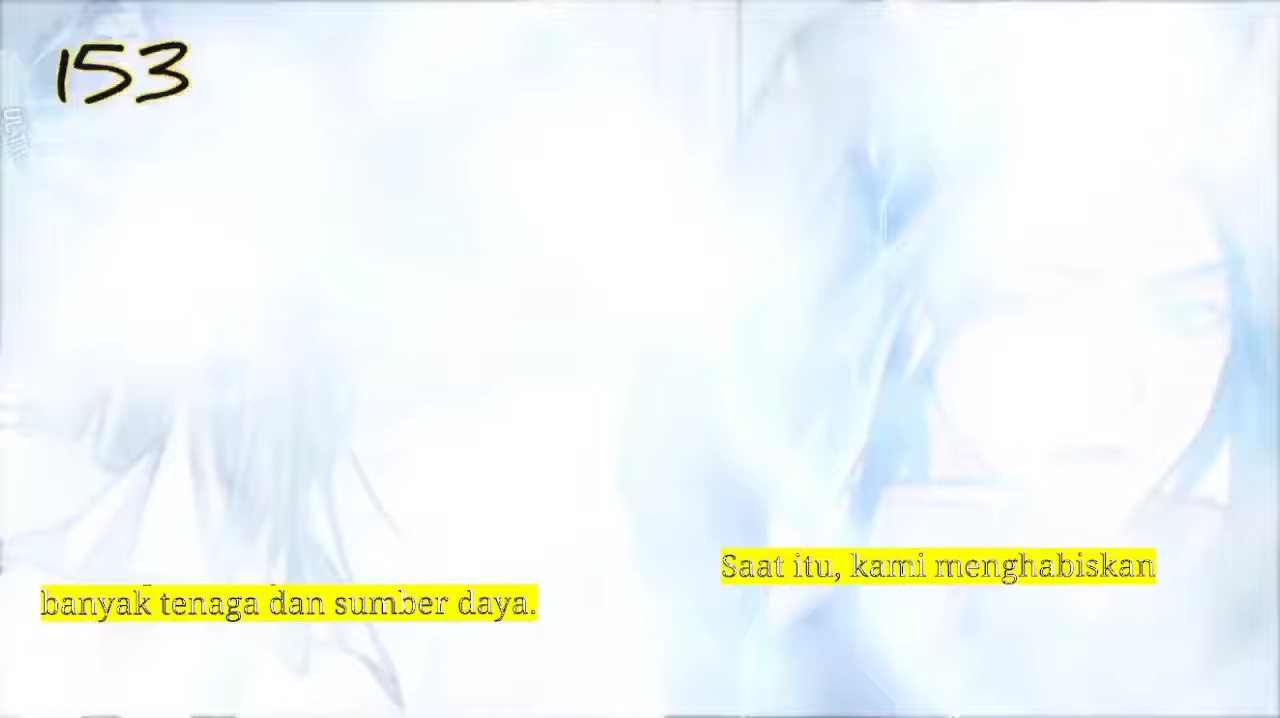 153
Saat itu, kami menghabiskan
banyak tenaga dan sumber daya.